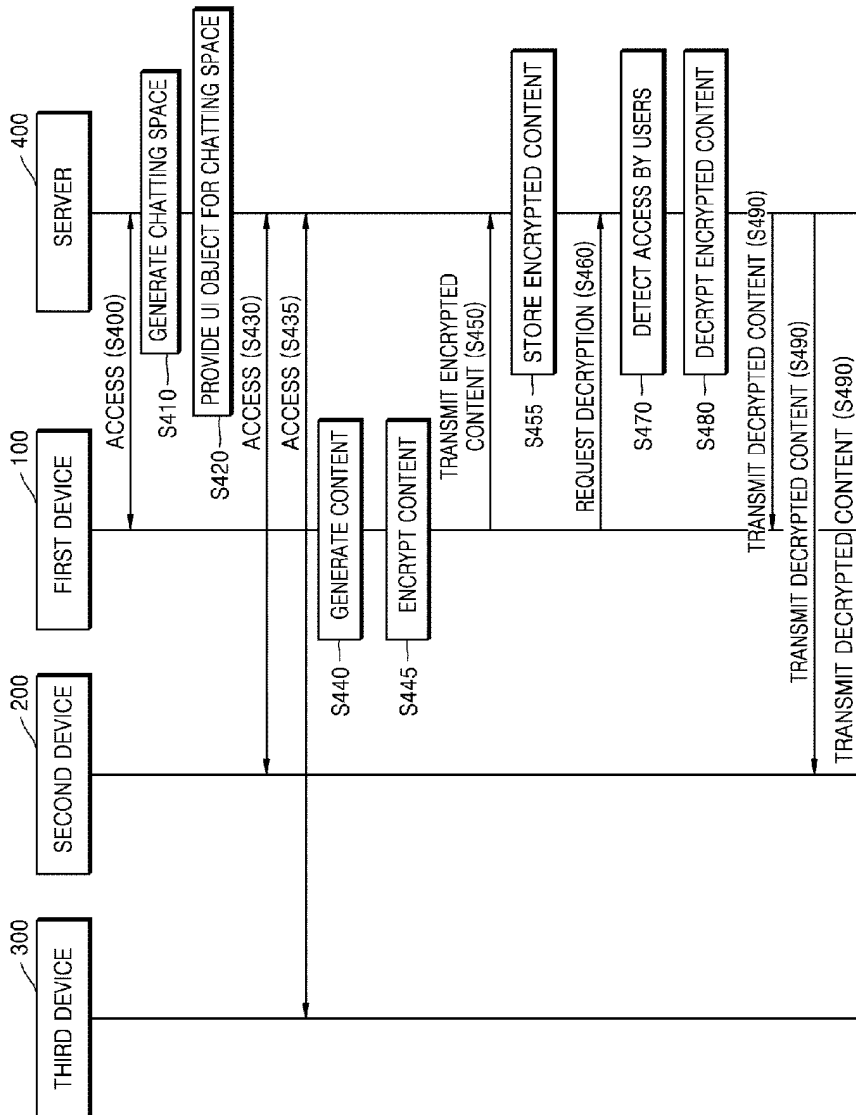 300
THIRD DEVICE
200
SECOND DEVICE
100
FIRST DEVICE
400
SERVER
ACCESS (S400)
S410
GENERATE CHATTING SPACE
S420
PROVIDE UI OBJECT FOR CHATTING SPACE
ACCESS (S430)
ACCESS (S435)
S440
GENERATE CONTENT
S445
ENCRYPT CONTENT
TRANSMIT ENCRYPTED
CONTENT (S450)
S455
STORE ENCRYPTED CONTENT
REQUEST DECRYPTION (S460)
S470
DETECT ACCESS BY USERS
S480
DECRYPT ENCRYPTED CONTENT
TRANSMIT DECRYPTED CONTENT (S490)
TRANSMIT DECRYPTED CONTENT (S490)
TRANSMIT DECRYPTED CONTENT (S490)